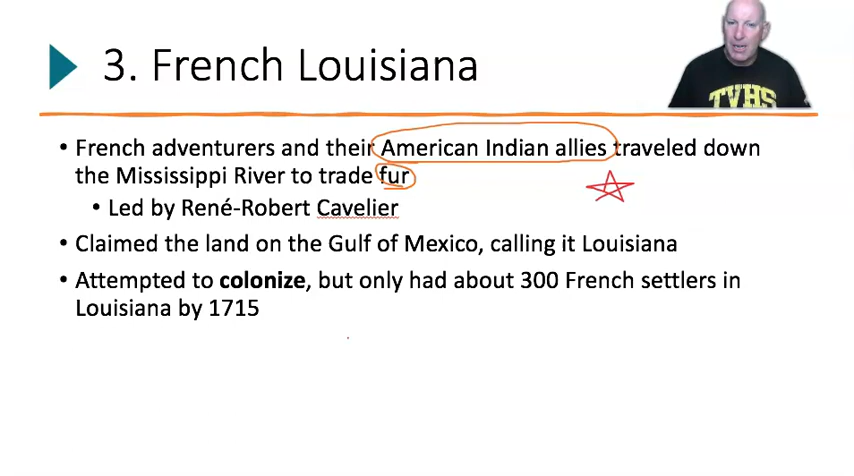 3. French Louisiana
TVHS
• French adventurers and their American Indian allies traveled down
the Mississippi River to trade fur
• Led by René-Robert Cavelier
• Claimed the land on the Gulf of Mexico, calling it Louisiana
• Attempted to colonize, but only had about 300 French settlers in
Louisiana by 1715